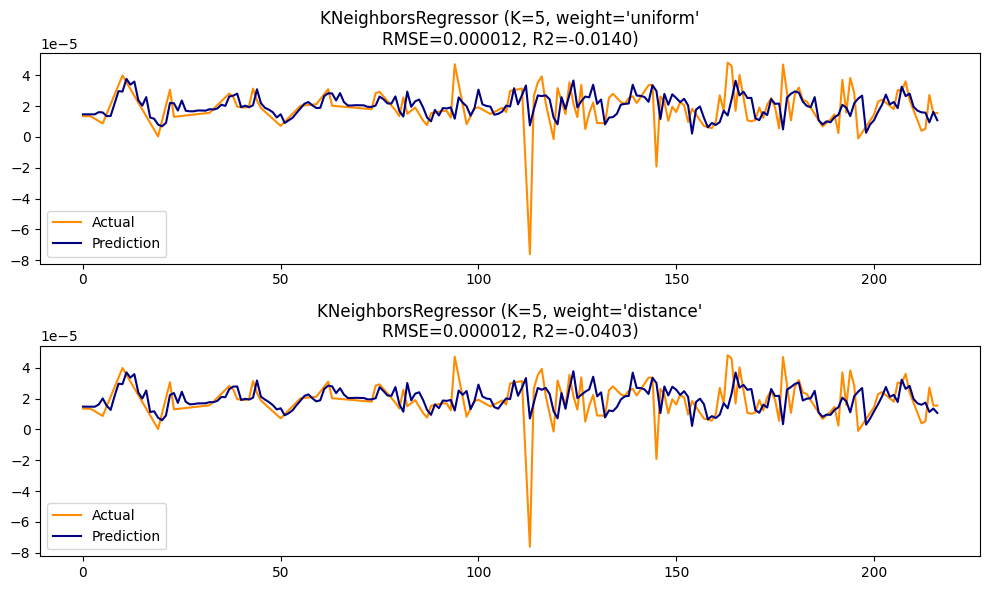 KNeighborsRegressor (K=5, weight='uniform'
RMSE=0.000012, R2=-0.0140)
1e−5
4
2
0
−2
−4
−6
−8
Actual
Prediction
0
50
100
150
200
KNeighborsRegressor (K=5, weight='distance'
RMSE=0.000012, R2=-0.0403)
1e−5
4
2
0
−2
−4
−6
−8
Actual
Prediction
0
50
100
150
200